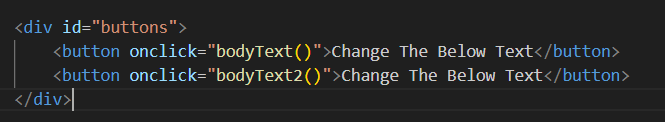 <div id="buttons">
<button onclick="bodyText()">Change The Below Text</button>
<button onclick="bodyText2()">Change The Below Text</button>
</div>